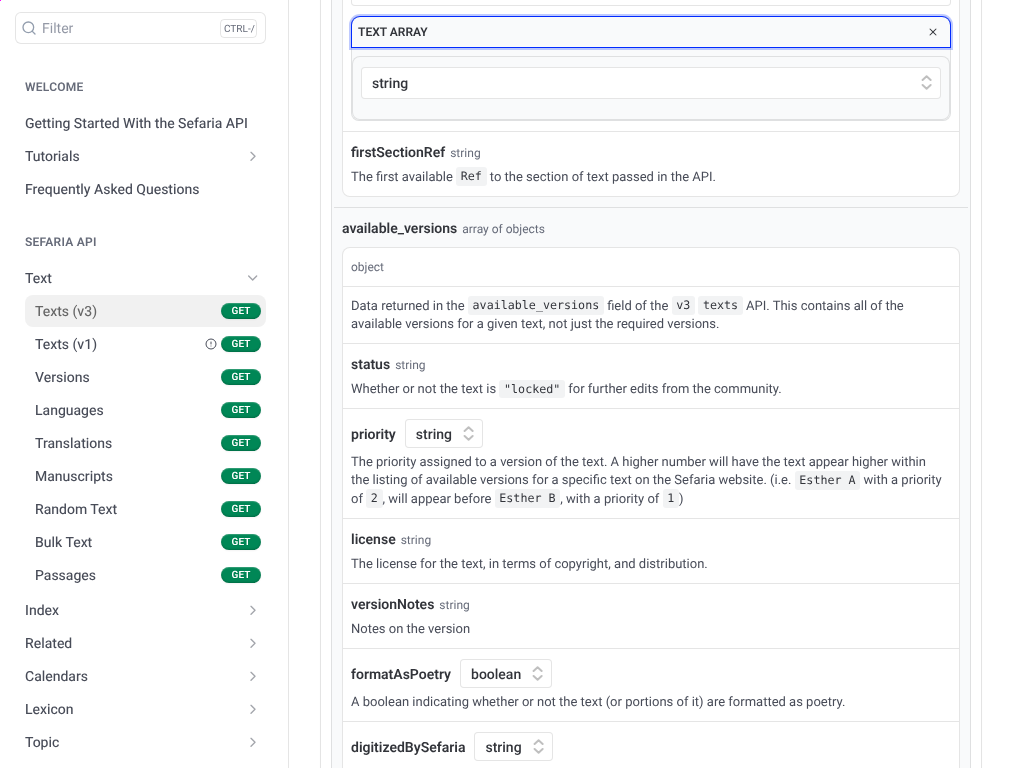 Filter
CTRL-/
WELCOME
Getting Started With the Sefaria API
Tutorials
Frequently Asked Questions
SEFARIA API
Text
Texts (v3) GET
Texts (v1) GET
Versions GET
Languages GET
Translations GET
Manuscripts GET
Random Text GET
Bulk Text GET
Passages GET
Index
Related
Calendars
Lexicon
Topic
TEXT ARRAY
string
firstSectionRef string
The first available Ref to the section of text passed in the API.
available_versions array of objects
object
Data returned in the available_versions field of the v3 texts API. This contains all of the
available versions for a given text, not just the required versions.
status string
Whether or not the text is "locked" for further edits from the community.
priority string
The priority assigned to a version of the text. A higher number will have the text appear higher within
the listing of available versions for a specific text on the Sefaria website. (i.e. Esther A with a priority
of 2, will appear before Esther B, with a priority of 1)
license string
The license for the text, in terms of copyright, and distribution.
versionNotes string
Notes on the version
formatAsPoetry boolean
A boolean indicating whether or not the text (or portions of it) are formatted as poetry.
digitizedBySefaria string